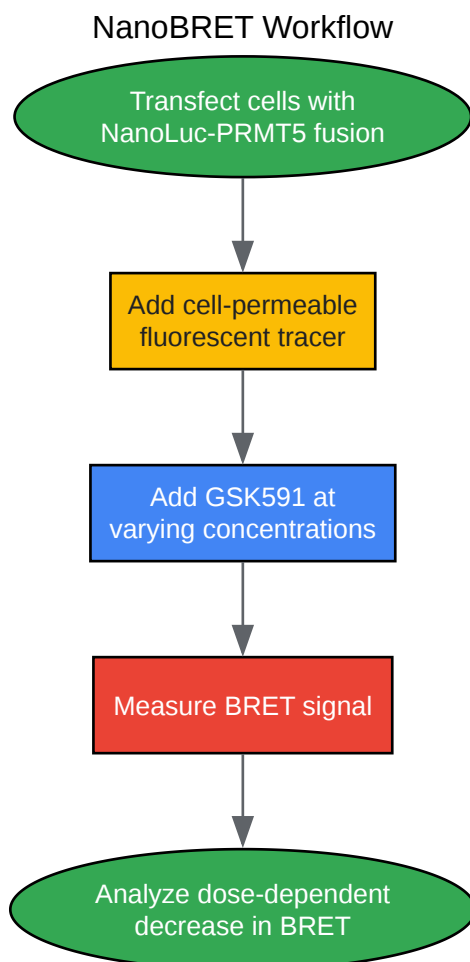 NanoBRET Workflow
Transfect cells with
NanoLuc-PRMT5 fusion
Add cell-permeable
fluorescent tracer
Add GSK591 at
varying concentrations
Measure BRET signal
Analyze dose-dependent
decrease in BRET